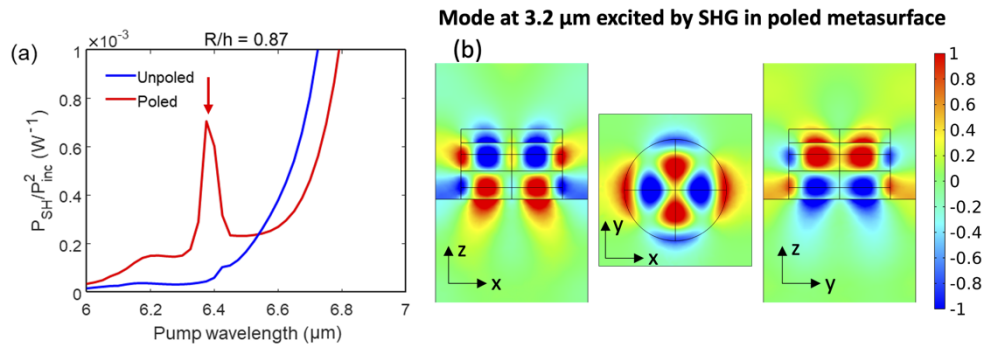 Mode at 3.2 µm excited by SHG in poled metasurface
(a)
×10⁻³
R/h = 0.87
1
0.8
0.6
0.4
0.2
0
P_SH/P²_inc (W⁻¹)
Unpoled
Poled
6
6.2
6.4
6.6
6.8
7
Pump wavelength (µm)
(b)
z
x
y
x
z
y
1
0.8
0.6
0.4
0.2
0
-0.2
-0.4
-0.6
-0.8
-1